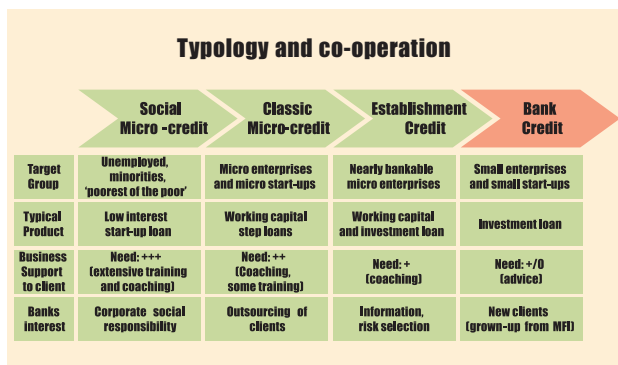 Typology and co-operation
Social
Micro -credit
Classic
Micro-credit
Establishment
Credit
Bank
Credit
Target
Group
Unemployed,
minorities,
‘poorest of the poor’
Micro enterprises
and micro start-ups
Nearly bankable
micro enterprises
Small enterprises
and small start-ups
Typical
Product
Low interest
start-up loan
Working capital
step loans
Working capital
and investment loan
Investment loan
Business
Support
to client
Need: +++
(extensive training
and coaching)
Need: ++
(Coaching,
some training)
Need: +
(coaching)
Need: +/0
(advice)
Banks
interest
Corporate social
responsibility
Outsourcing of
clients
Information,
risk selection
New clients
(grown-up from MFI)